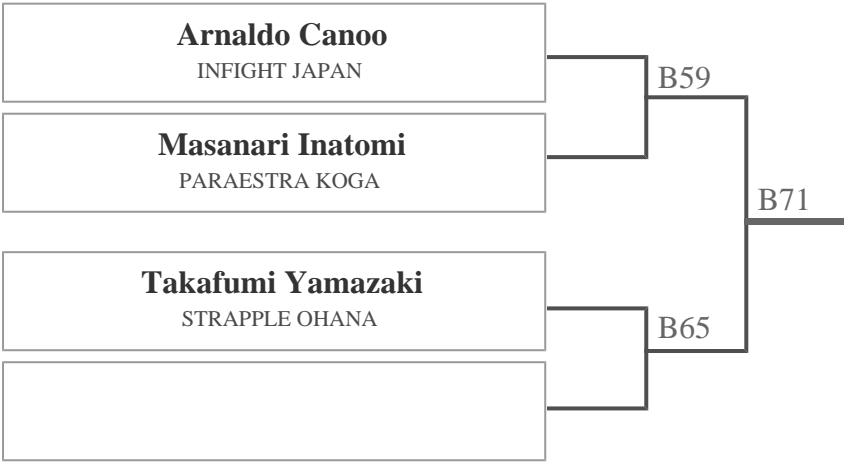 Arnaldo Canoo
INFIGHT JAPAN
B59
Masanari Inatomi
PARAESTRA KOGA
B71
Takafumi Yamazaki
STRAPPLE OHANA
B65